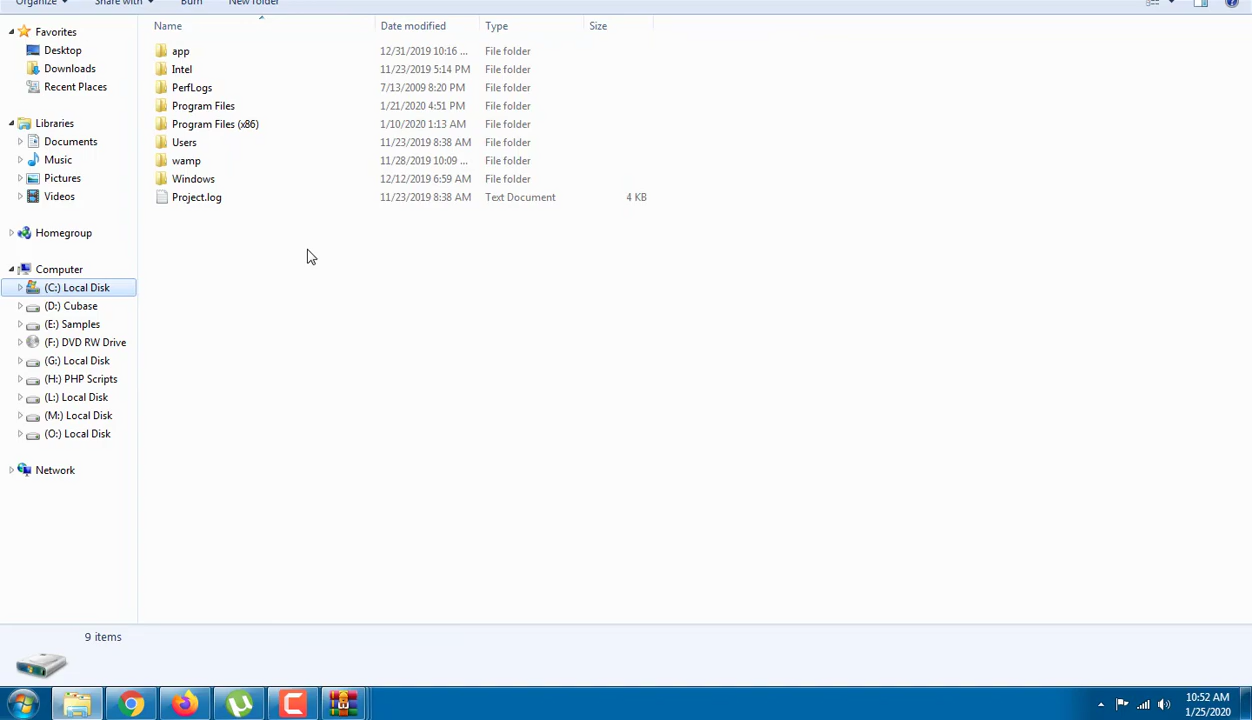 Organize Share with Burn New folder
Name Date modified Type Size
Favorites
Desktop
Downloads
Recent Places
Libraries
Documents
Music
Pictures
Videos
Homegroup
Computer
(C:) Local Disk
(D:) Cubase
(E:) Samples
(F:) DVD RW Drive
(G:) Local Disk
(H:) PHP Scripts
(L:) Local Disk
(M:) Local Disk
(O:) Local Disk
Network
app 12/31/2019 10:16 ... File folder
Intel 11/23/2019 5:14 PM File folder
PerfLogs 7/13/2009 8:20 PM File folder
Program Files 1/21/2020 4:51 PM File folder
Program Files (x86) 1/10/2020 1:13 AM File folder
Users 11/23/2019 8:38 AM File folder
wamp 11/28/2019 10:09 ... File folder
Windows 12/12/2019 6:59 AM File folder
Project.log 11/23/2019 8:38 AM Text Document 4 KB
9 items
10:52 AM
1/25/2020